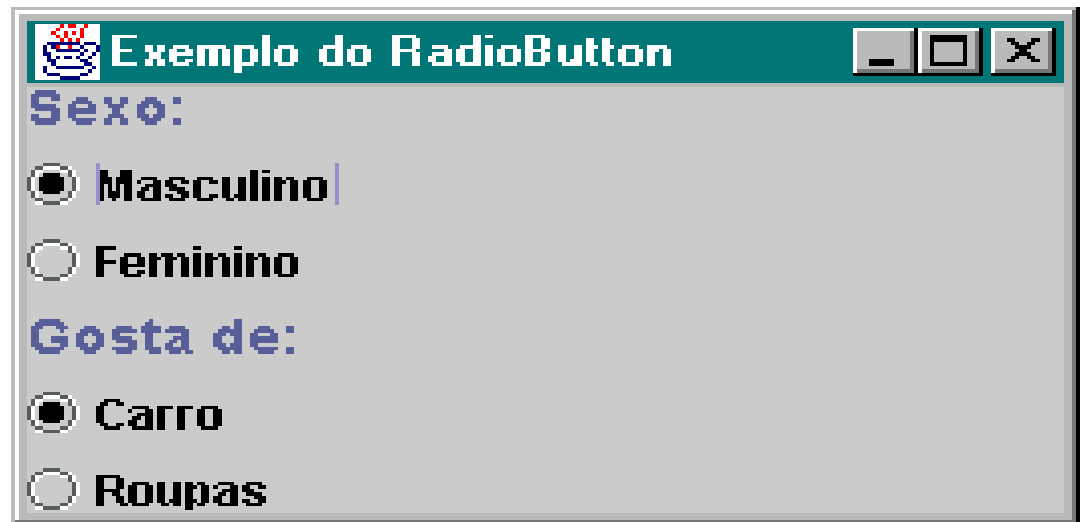 Exemplo do RadioButton
Sexo:
Masculino
Feminino
Gosta de:
Carro
Roupas